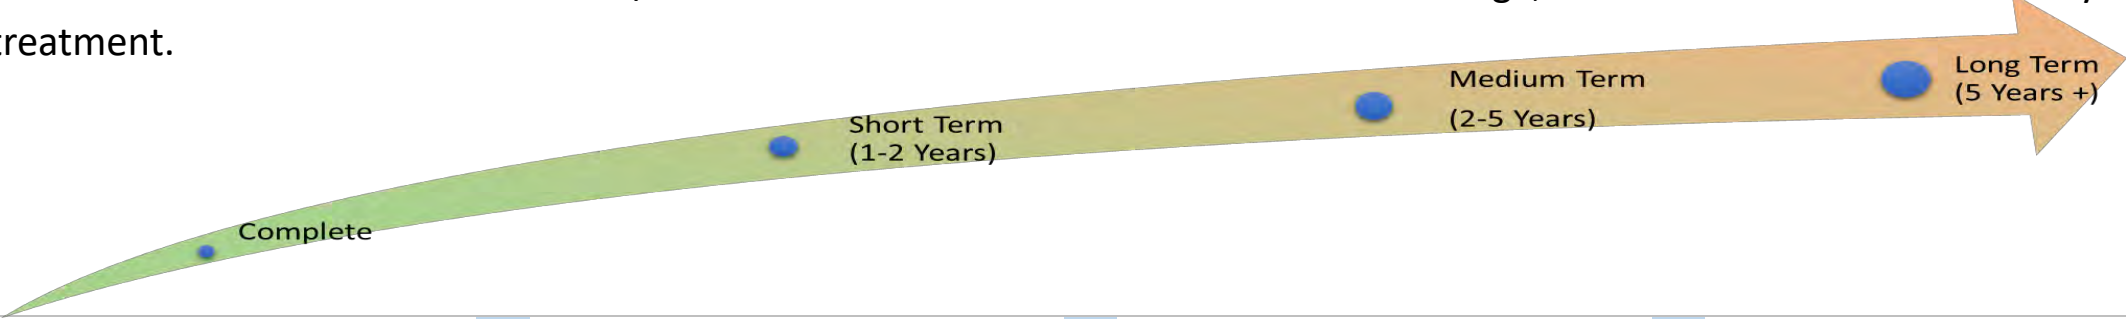 treatment.
Long Term
(5 Years +)
Medium Term
(2-5 Years)
Short Term
(1-2 Years)
Complete